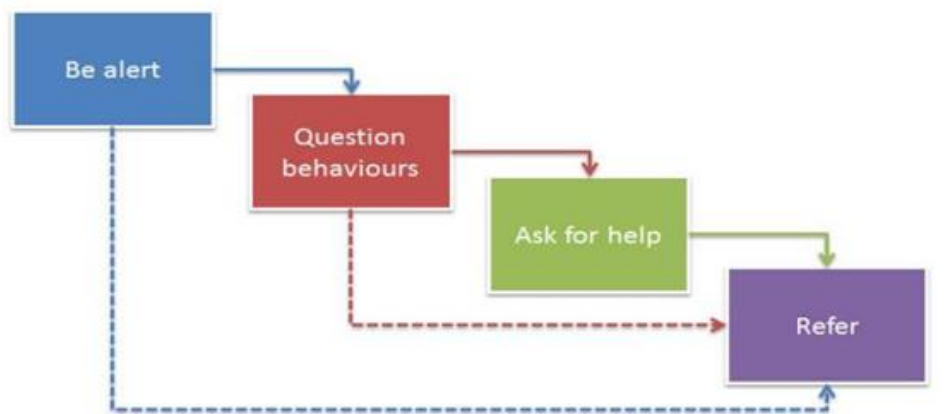 Be alert
Question
behaviours
Ask for help
Refer